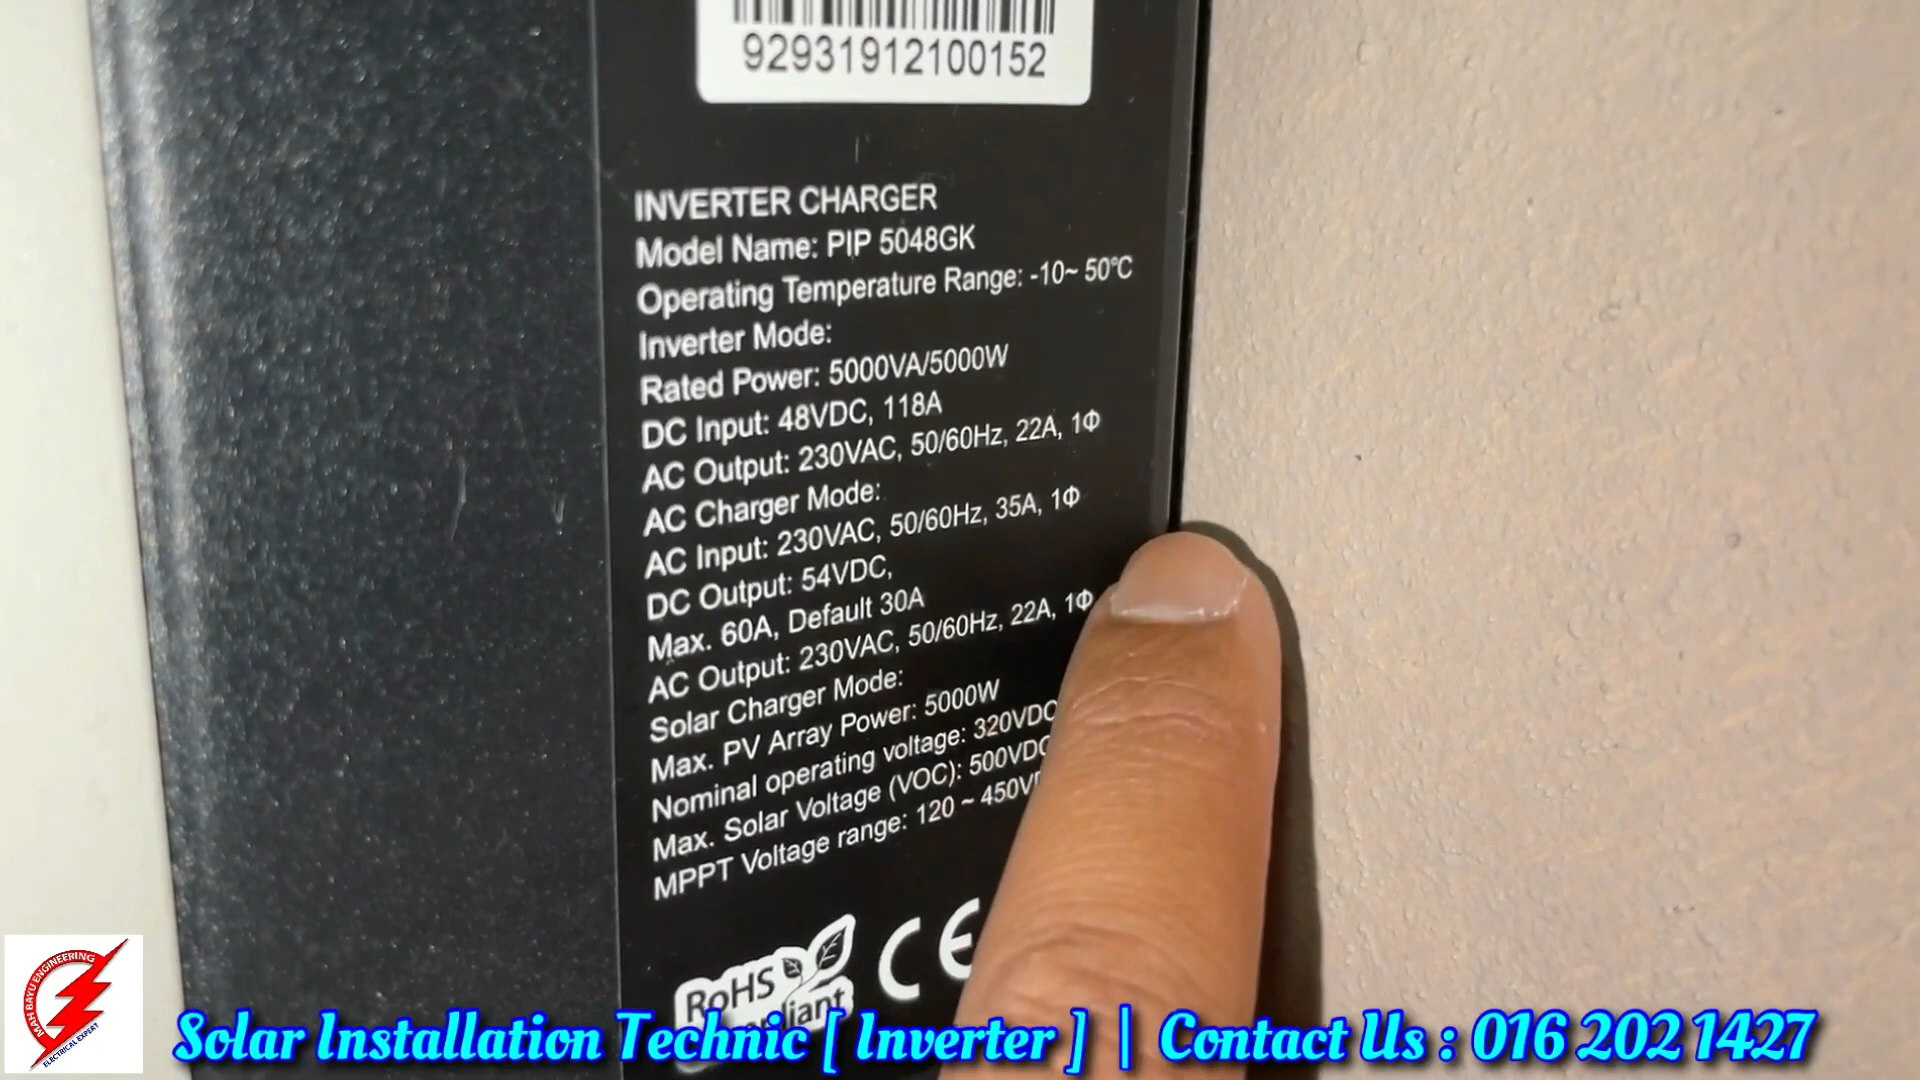 92931912100152
INVERTER CHARGER
Model Name: PIP 5048GK
Operating Temperature Range: -10~ 50°C
Inverter Mode:
Rated Power: 5000VA/5000W
DC Input: 48VDC, 118A
AC Output: 230VAC, 50/60Hz, 22A, 1Φ
AC Charger Mode:
AC Input: 230VAC, 50/60Hz, 35A, 1Φ
DC Output: 54VDC,
Max. 60A, Default 30A
AC Output: 230VAC, 50/60Hz, 22A, 1Φ
Solar Charger Mode:
Max. PV Array Power: 5000W
Nominal operating voltage: 320VDC
Max. Solar Voltage (VOC): 500VDC
MPPT Voltage range: 120 ~ 450V
RoHS
CE
MAH BAYU ENGINEERING
ELECTRICAL EXPERT
Solar Installation Technic [ Inverter ] | Contact Us : 016 202 1427